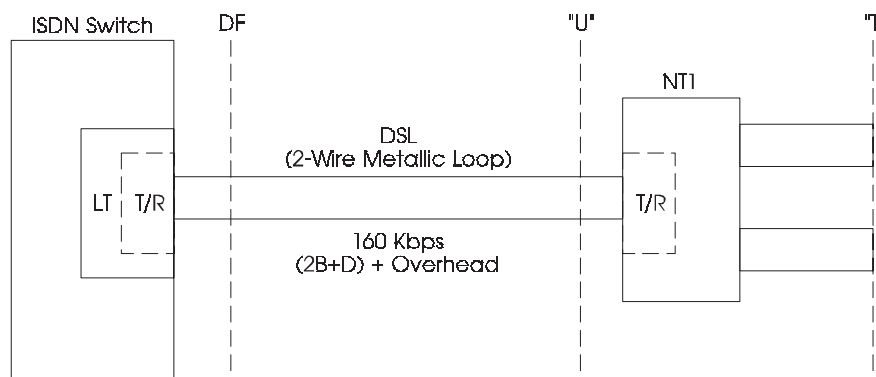 ISDN Switch
DF
"U"
NT1
DSL
(2-Wire Metallic Loop)
LT
T/R
T/R
160 Kbps
(2B+D) + Overhead